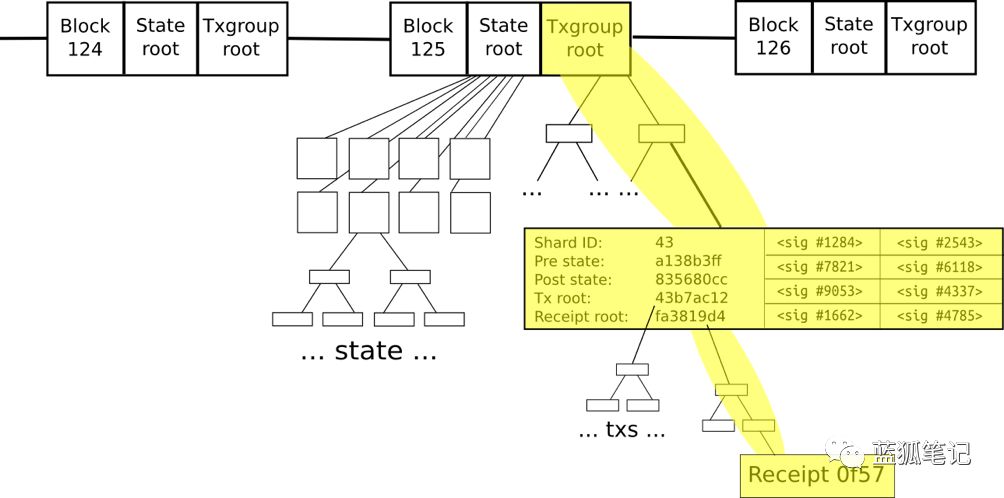 Block
124
State
root
Txgroup
root
Block
125
State
root
Txgroup
root
Block
126
State
root
Txgroup
root
... ... ...
Shard ID: 43
Pre state: a138b3ff
Post state: 835680cc
Tx root: 43b7ac12
Receipt root: fa3819d4
<sig #1284> <sig #2543>
<sig #7821> <sig #6118>
<sig #9053> <sig #4337>
<sig #1662> <sig #4785>
... state ...
... txs ...
蓝狐笔记
Receipt 0f57